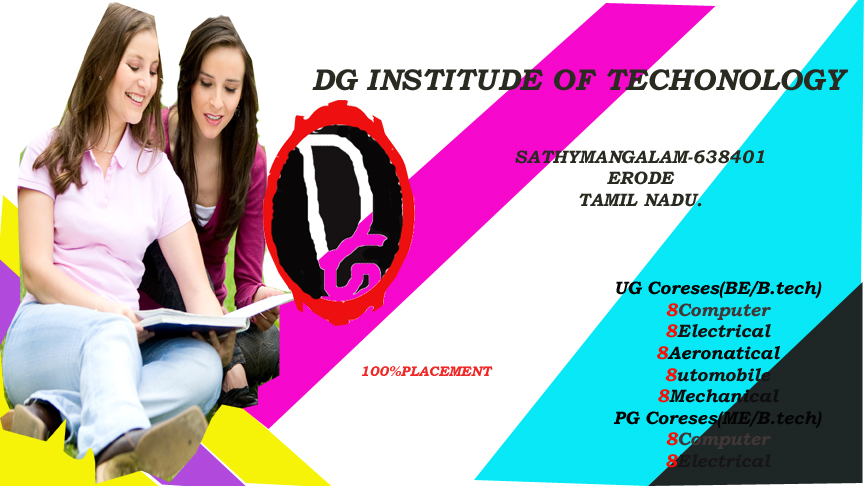 DG INSTITUDE OF TECHONOLOGY
SATHYMANGALAM-638401
ERODE
TAMIL NADU.
DG
UG Coreses(BE/B.tech)
8Computer
8Electrical
8Aeronatical
8utomobile
8Mechanical
100%PLACEMENT
PG Coreses(ME/B.tech)
8Computer
8Electrical